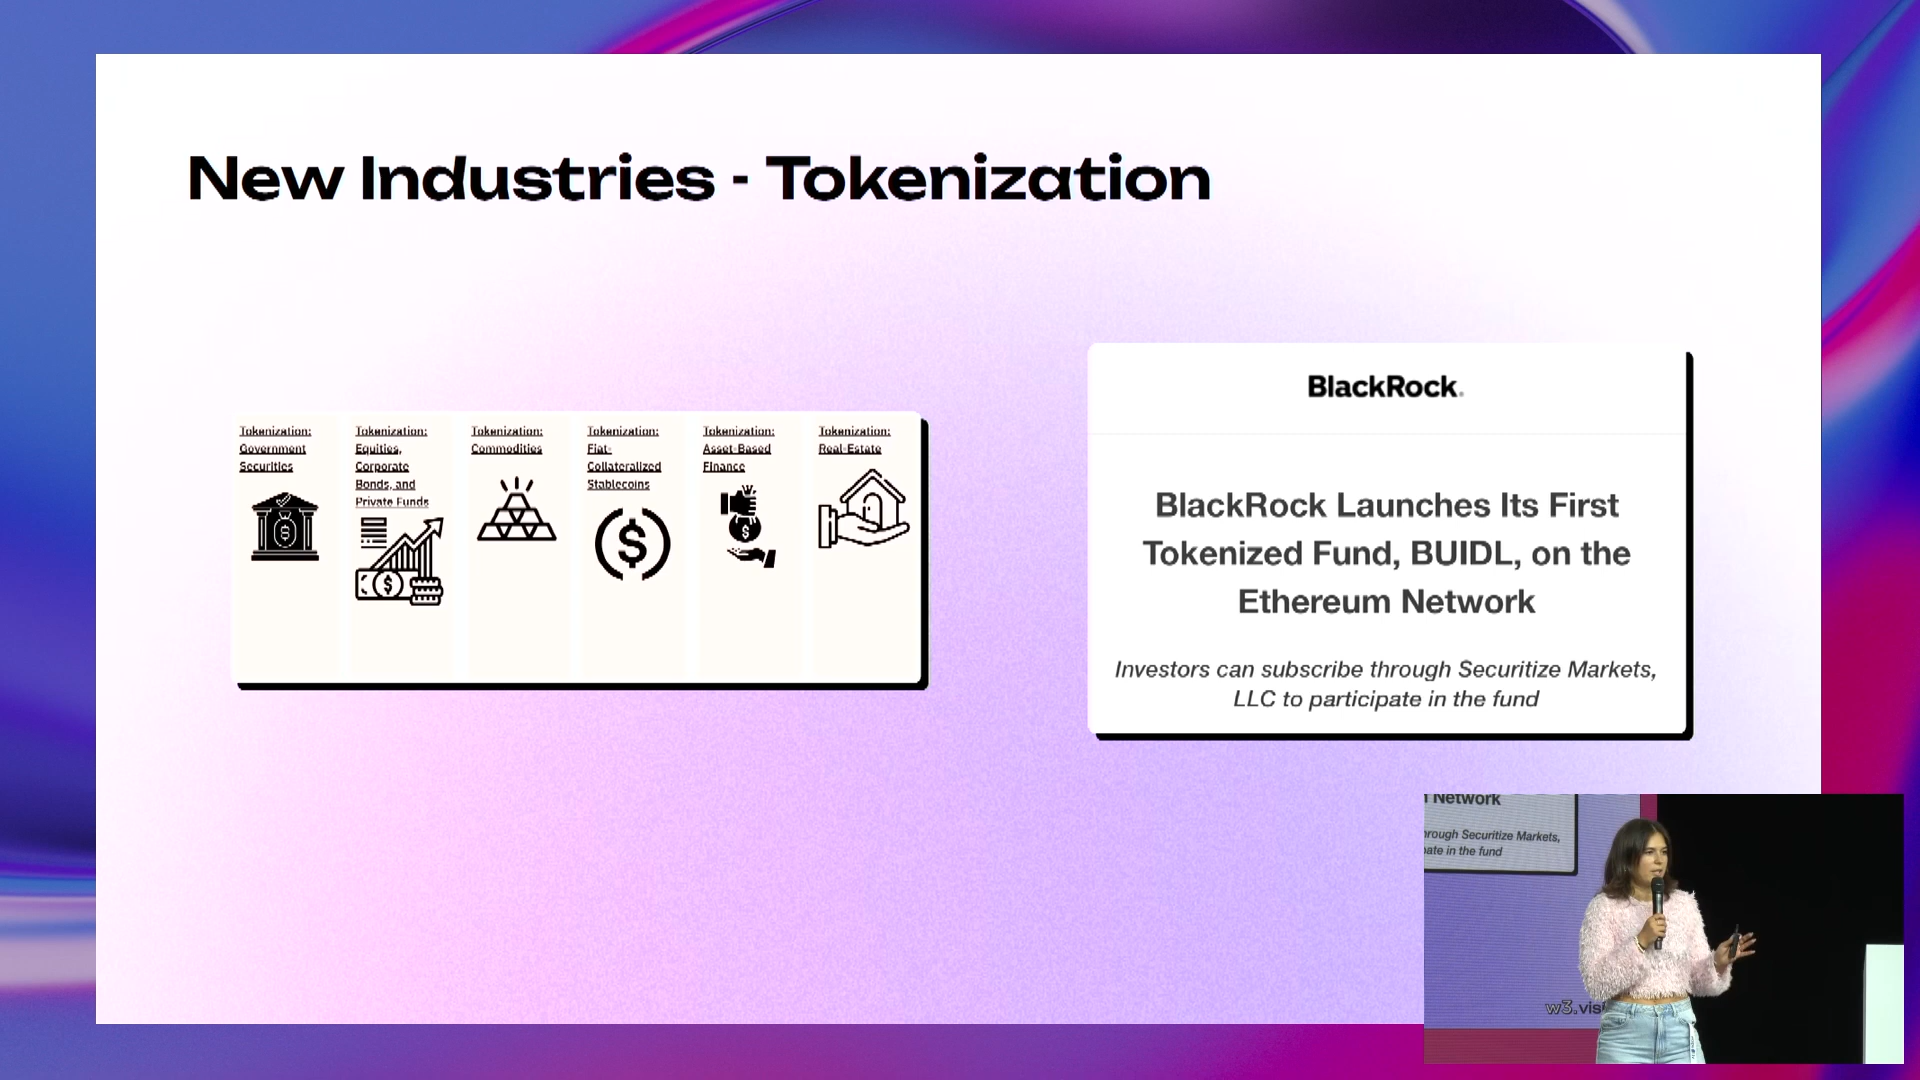 New Industries - Tokenization
Tokenization:
Government
Securities
Tokenization:
Equities,
Corporate
Bonds, and
Private Funds
Tokenization:
Commodities
Tokenization:
Fiat-
Collateralized
Stablecoins
Tokenization:
Asset-Based
Finance
Tokenization:
Real-Estate
BlackRock.
BlackRock Launches Its First
Tokenized Fund, BUIDL, on the
Ethereum Network
Investors can subscribe through Securitize Markets,
LLC to participate in the fund
Network
rough Securitize Markets,
ate in the fund
w3.vis